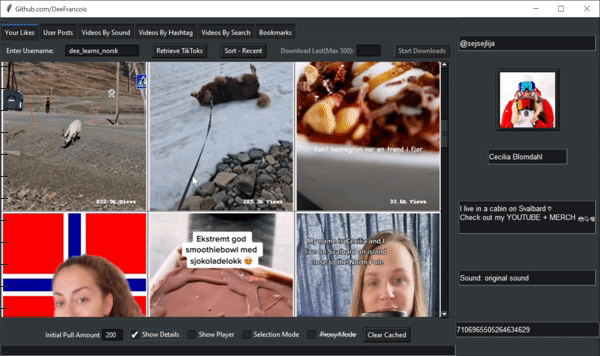 Github.com/DeeFrancois
Your Likes User Posts Videos By Sound Videos By Hashtag Videos By Search Bookmarks
Enter Username: dee_learns_norsk Retrieve TikToks Sort - Recent Download Last(Max 500): Start Downloads
@sejsejlija
832.9K Views
283.3K Views
Bakt havregryn var en trend i fjor
33.6K Views
Cecilia Blomdahl
I live in a cabin on Svalbard
Check out my YOUTUBE + MERCH
Ekstremt god
smoothiebowl med
sjokoladelokk
My name is Cecilia and I
live on Svalbard an island
close to the North Pole
Sound: original sound
Initial Pull Amount 200 Show Details Show Player Selection Mode Proxy Mode Clear Cached
7106965505264634629